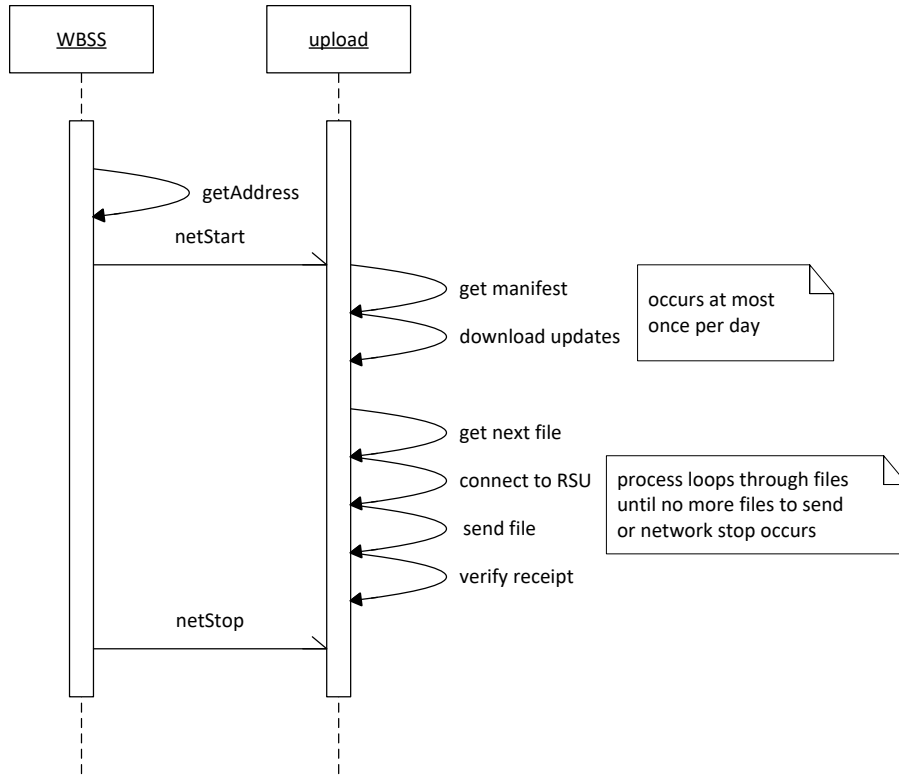 WBSS
upload
getAddress
netStart
get manifest
download updates
occurs at most
once per day
get next file
connect to RSU
send file
verify receipt
process loops through files
until no more files to send
or network stop occurs
netStop